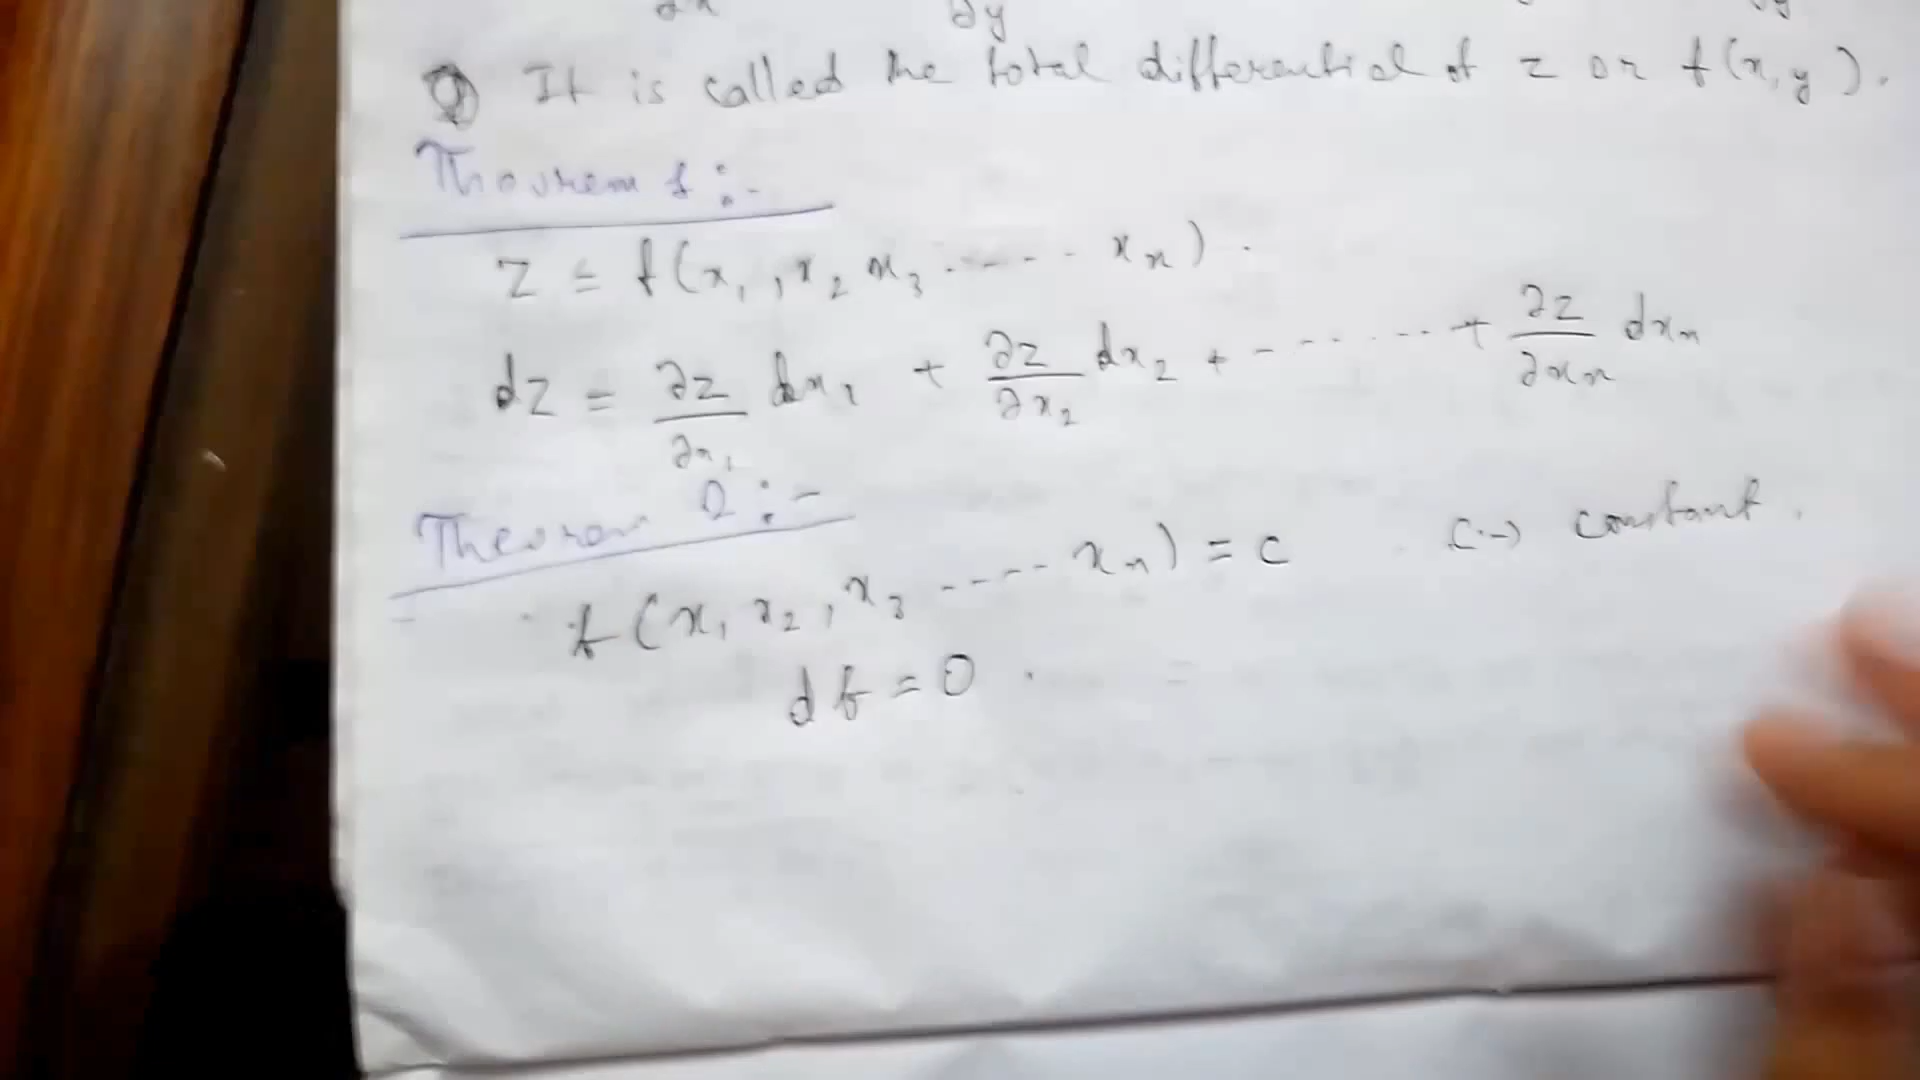 ∂x ∂y ∂y
It is called the total differential of z or f(x,y).
Theorem 1:-
z = f(x₁, x₂ x₃ ------ xₙ).
dz = ∂z/∂x₁ dx₁ + ∂z/∂x₂ dx₂ + ------- + ∂z/∂xₙ dxₙ
Theorem 2:-
f(x₁ x₂, x₃ ----- xₙ) = c c → constant.
df = 0.